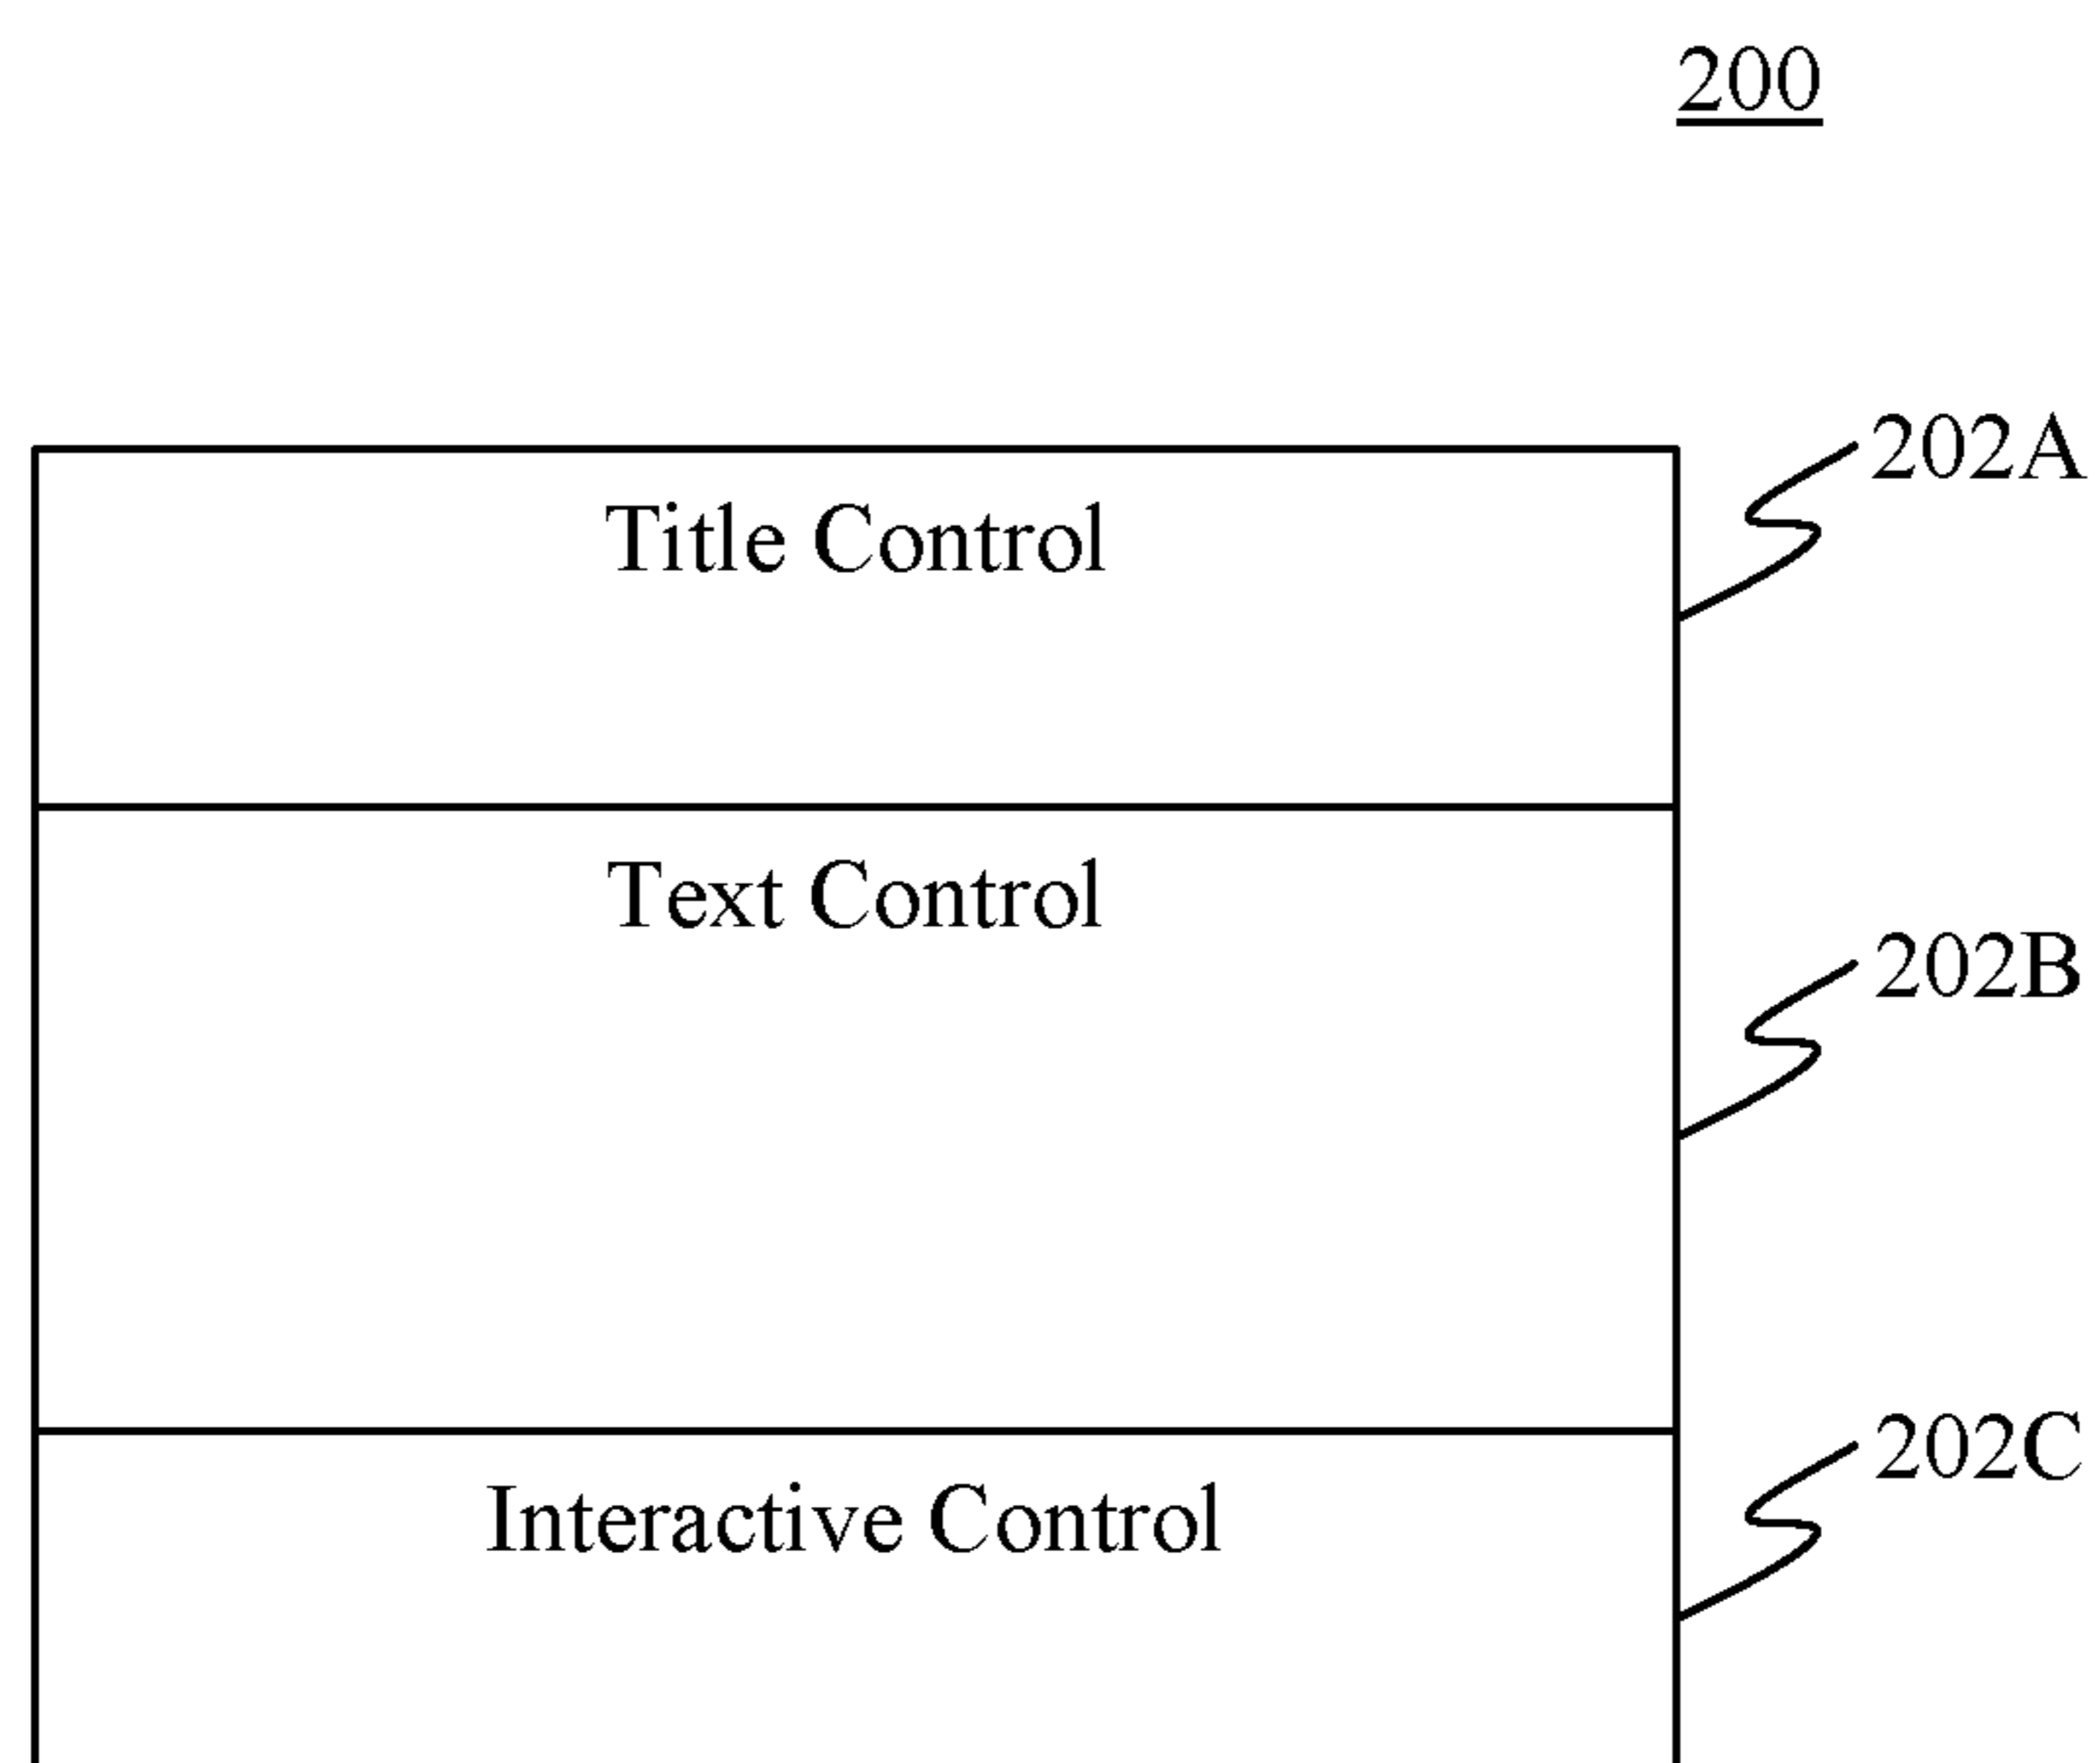 200
202A
Title Control
Text Control
202B
202C
Interactive Control